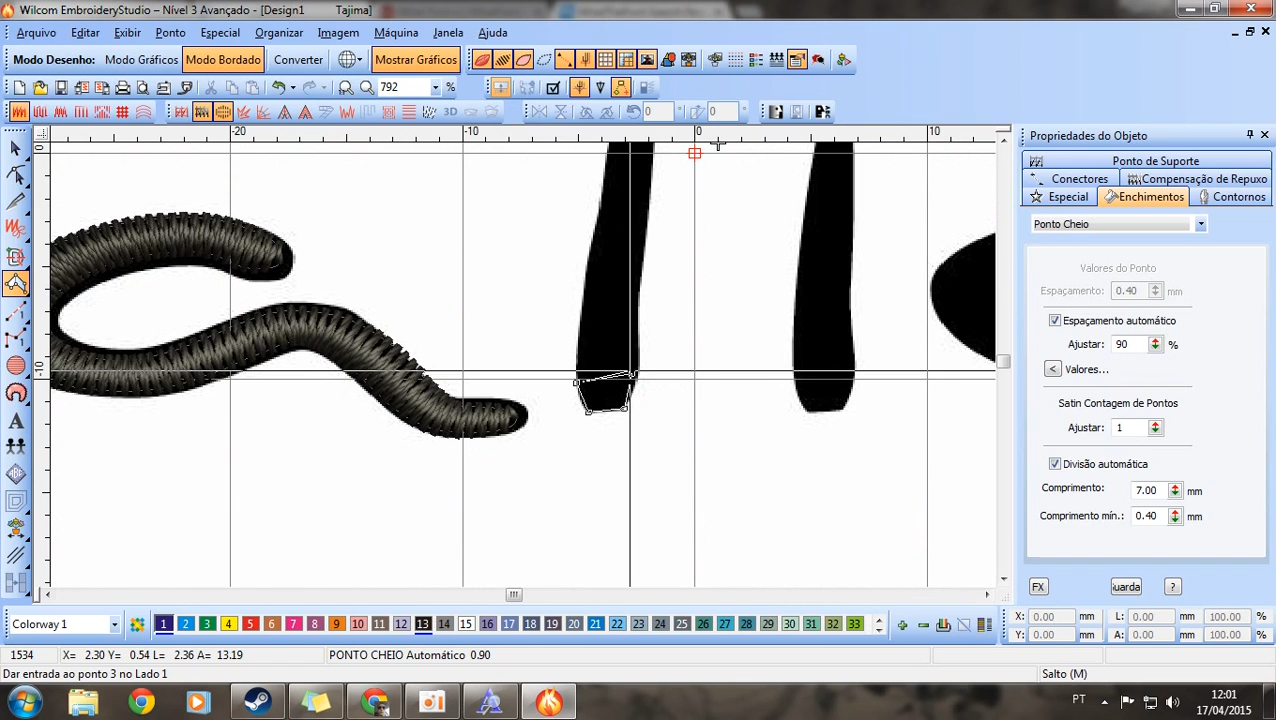 Wilcom EmbroideryStudio – Nível 3 Avançado - [Design1 Tajima]
Arquivo Editar Exibir Ponto Especial Organizar Imagem Máquina Janela Ajuda
Modo Desenho: Modo Gráficos Modo Bordado Converter Mostrar Gráficos
792 %
3D 0 0
-20 -10 0 10
0
-10
Propriedades do Objeto
Ponto de Suporte
Conectores Compensação de Repuxo
Especial Enchimentos Contornos
Ponto Cheio
Valores do Ponto
Espaçamento: 0.40 mm
Espaçamento automático
Ajustar: 90 %
< Valores...
Satin Contagem de Pontos
Ajustar: 1
Divisão automática
Comprimento: 7.00 mm
Comprimento mín.: 0.40 mm
FX Guarda ?
Colorway 1 1 2 3 4 5 6 7 8 9 10 11 12 13 14 15 16 17 18 19 20 21 22 23 24 25 26 27 28 29 30 31 32 33
X: 0.00 mm L: 0.00 mm 100.00 %
Y: 0.00 mm A: 0.00 mm 100.00 %
1534 X= 2.30 Y= 0.54 L= 2.36 A= 13.19 PONTO CHEIO Automático 0.90
Dar entrada ao ponto 3 no Lado 1 Salto (M)
PT 12:01
17/04/2015